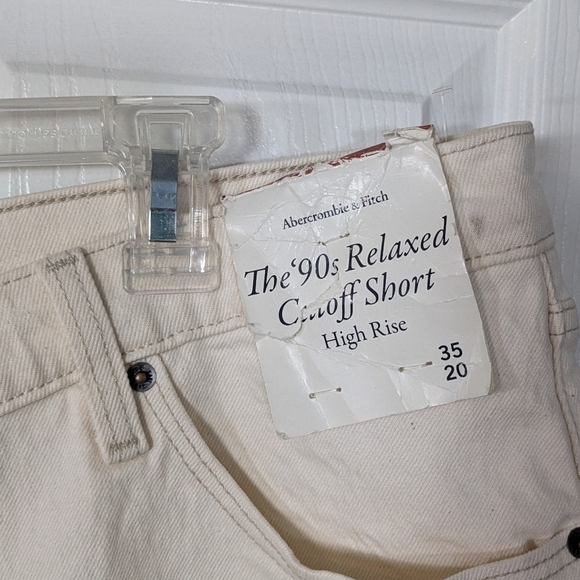 Abercrombie & Fitch
The ‘90s Relaxed
Cutoff Short
High Rise
35
20